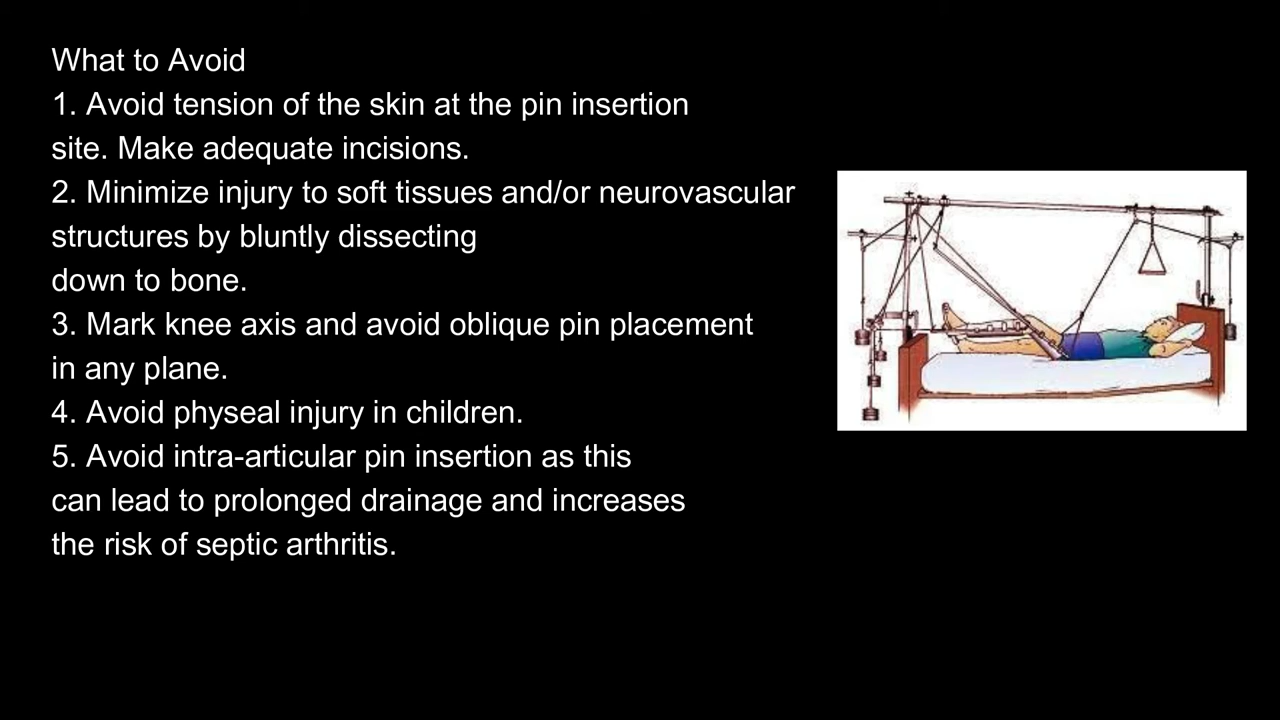 What to Avoid
1. Avoid tension of the skin at the pin insertion
site. Make adequate incisions.
2. Minimize injury to soft tissues and/or neurovascular
structures by bluntly dissecting
down to bone.
3. Mark knee axis and avoid oblique pin placement
in any plane.
4. Avoid physeal injury in children.
5. Avoid intra-articular pin insertion as this
can lead to prolonged drainage and increases
the risk of septic arthritis.